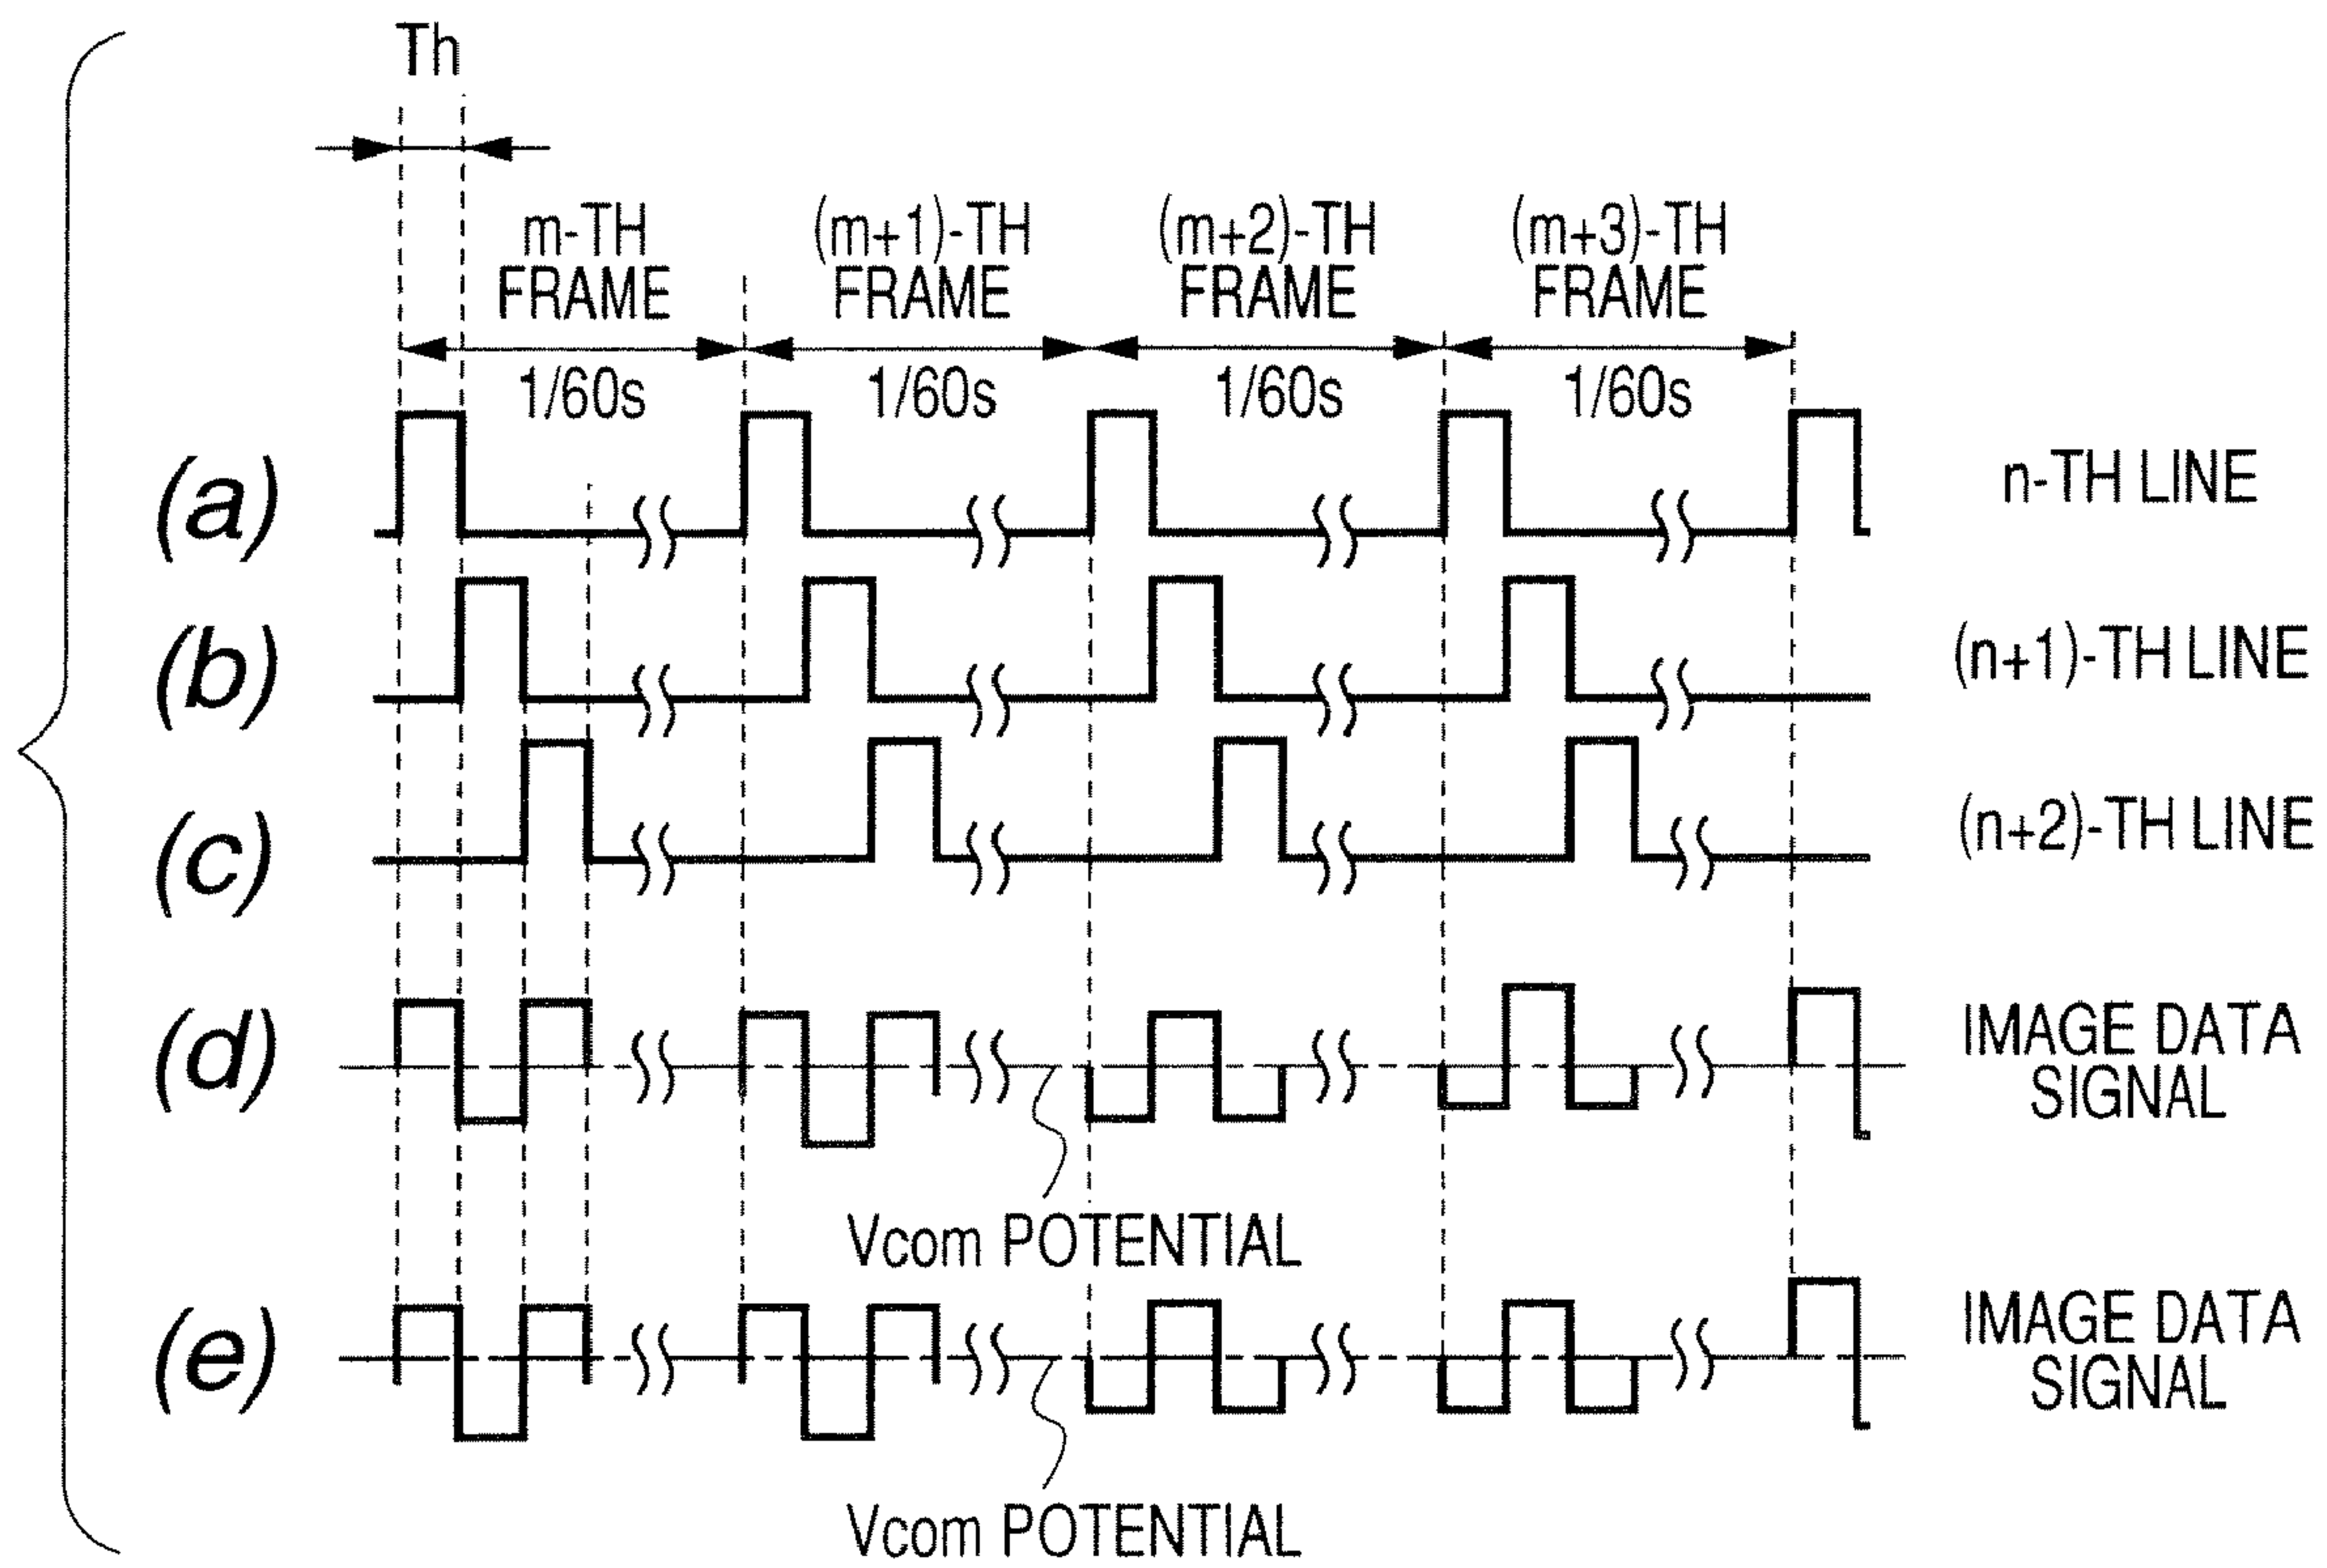 Th
m-TH
FRAME
(m+1)-TH
FRAME
(m+2)-TH
FRAME
(m+3)-TH
FRAME
1/60s
1/60s
1/60s
1/60s
(a)
n-TH LINE
(b)
(n+1)-TH LINE
(c)
(n+2)-TH LINE
(d)
IMAGE DATA
SIGNAL
Vcom POTENTIAL
(e)
IMAGE DATA
SIGNAL
Vcom POTENTIAL